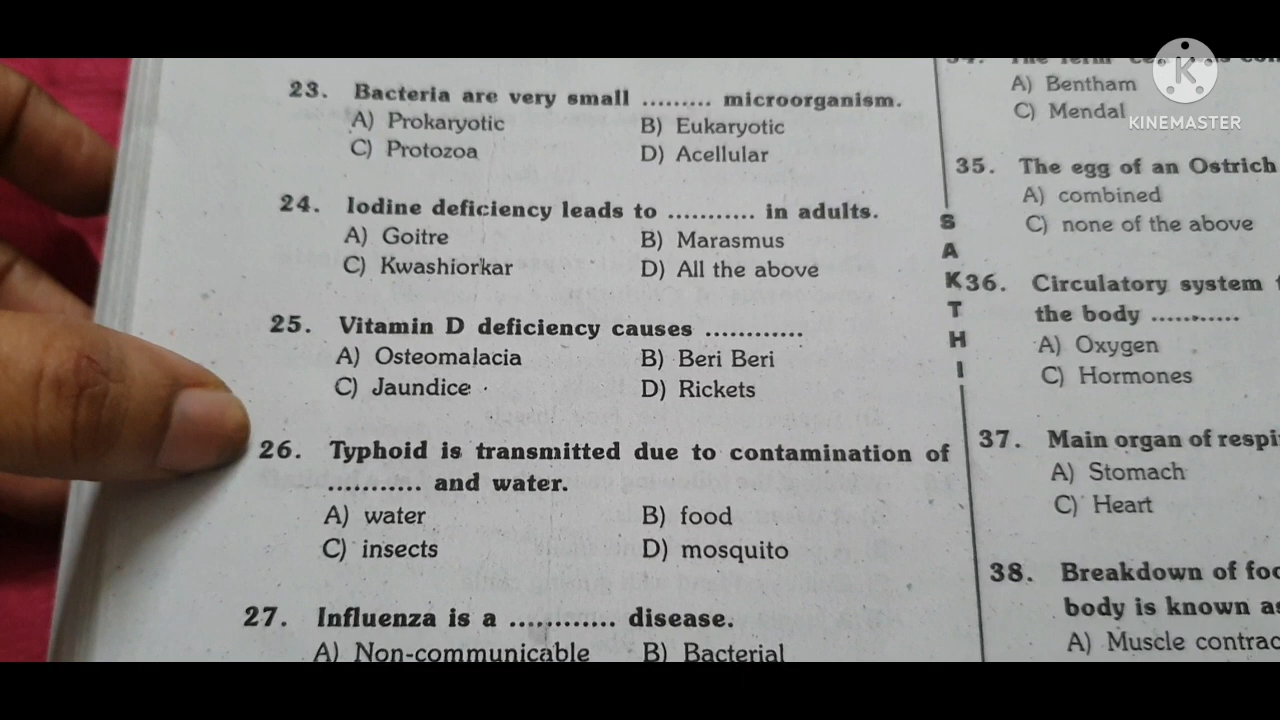 23. Bacteria are very small ......... microorganism.
A) Prokaryotic B) Eukaryotic
C) Protozoa D) Acellular
24. Iodine deficiency leads to ........... in adults.
A) Goitre B) Marasmus
C) Kwashiorkar D) All the above
25. Vitamin D deficiency causes ............
A) Osteomalacia B) Beri Beri
C) Jaundice D) Rickets
26. Typhoid is transmitted due to contamination of
............ and water.
A) water B) food
C) insects D) mosquito
27. Influenza is a ............ disease.
A) Non-communicable B) Bacterial
S
A
K
T
H
I
A) Bentham
C) Mendal
35. The egg of an Ostrich
A) combined
C) none of the above
36. Circulatory system
the body ...........
A) Oxygen
C) Hormones
37. Main organ of
A) Stomach
C) Heart
38. Breakdown of
body is known
A) Muscle
K
KINEMASTER